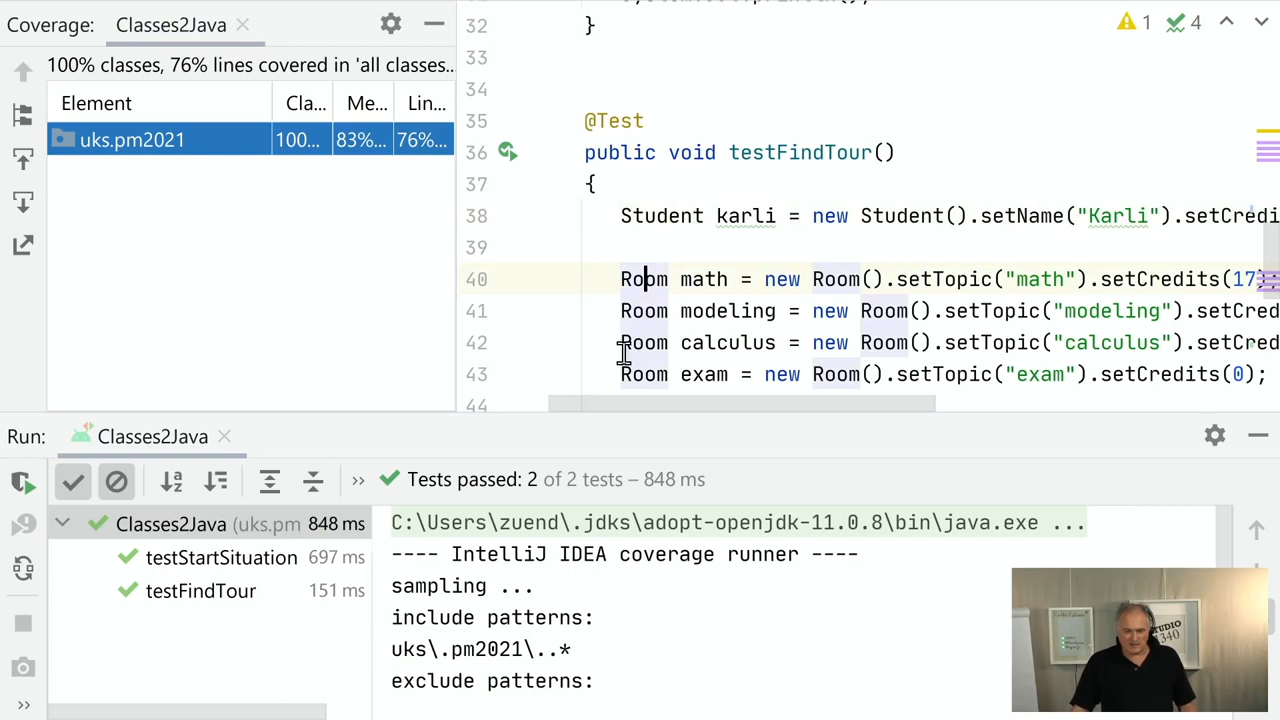 Coverage: Classes2Java
100% classes, 76% lines covered in 'all classes...
Element Cla... Me... Lin...
uks.pm2021 100... 83%... 76%...
1 4
32 }
33
34
35 @Test
36 public void testFindTour()
37 {
38 Student karli = new Student().setName("Karli").setCredi
39
40 Room math = new Room().setTopic("math").setCredits(17);
41 Room modeling = new Room().setTopic("modeling").setCred
42 Room calculus = new Room().setTopic("calculus").setCred
43 Room exam = new Room().setTopic("exam").setCredits(0);
44
Run: Classes2Java
>> Tests passed: 2 of 2 tests – 848 ms
Classes2Java (uks.pm 848 ms
testStartSituation 697 ms
testFindTour 151 ms
C:\Users\zuend\.jdks\adopt-openjdk-11.0.8\bin\java.exe ...
---- IntelliJ IDEA coverage runner ----
sampling ...
include patterns:
uks\.pm2021\..*
exclude patterns:
>>